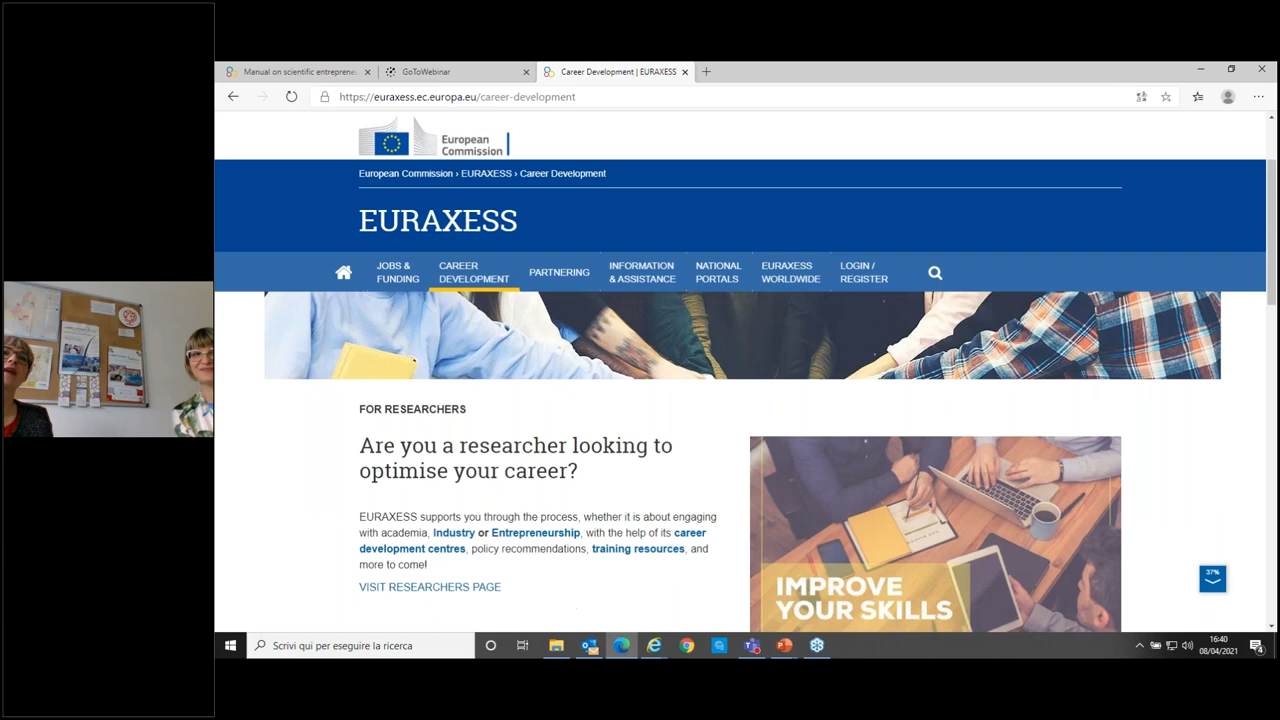 Manual on scientific entreprene
GoToWebinar
Career Development | EURAXESS
https://euraxess.ec.europa.eu/career-development
European
Commission
European Commission › EURAXESS › Career Development
EURAXESS
JOBS &
FUNDING
CAREER
DEVELOPMENT
PARTNERING
INFORMATION
& ASSISTANCE
NATIONAL
PORTALS
EURAXESS
WORLDWIDE
LOGIN /
REGISTER
FOR RESEARCHERS
Are you a researcher looking to
optimise your career?
EURAXESS supports you through the process, whether it is about engaging
with academia, Industry or Entrepreneurship, with the help of its career
development centres, policy recommendations, training resources, and
more to come!
VISIT RESEARCHERS PAGE
IMPROVE
YOUR SKILLS
37%
Scrivi qui per eseguire la ricerca
16:40
08/04/2021
4